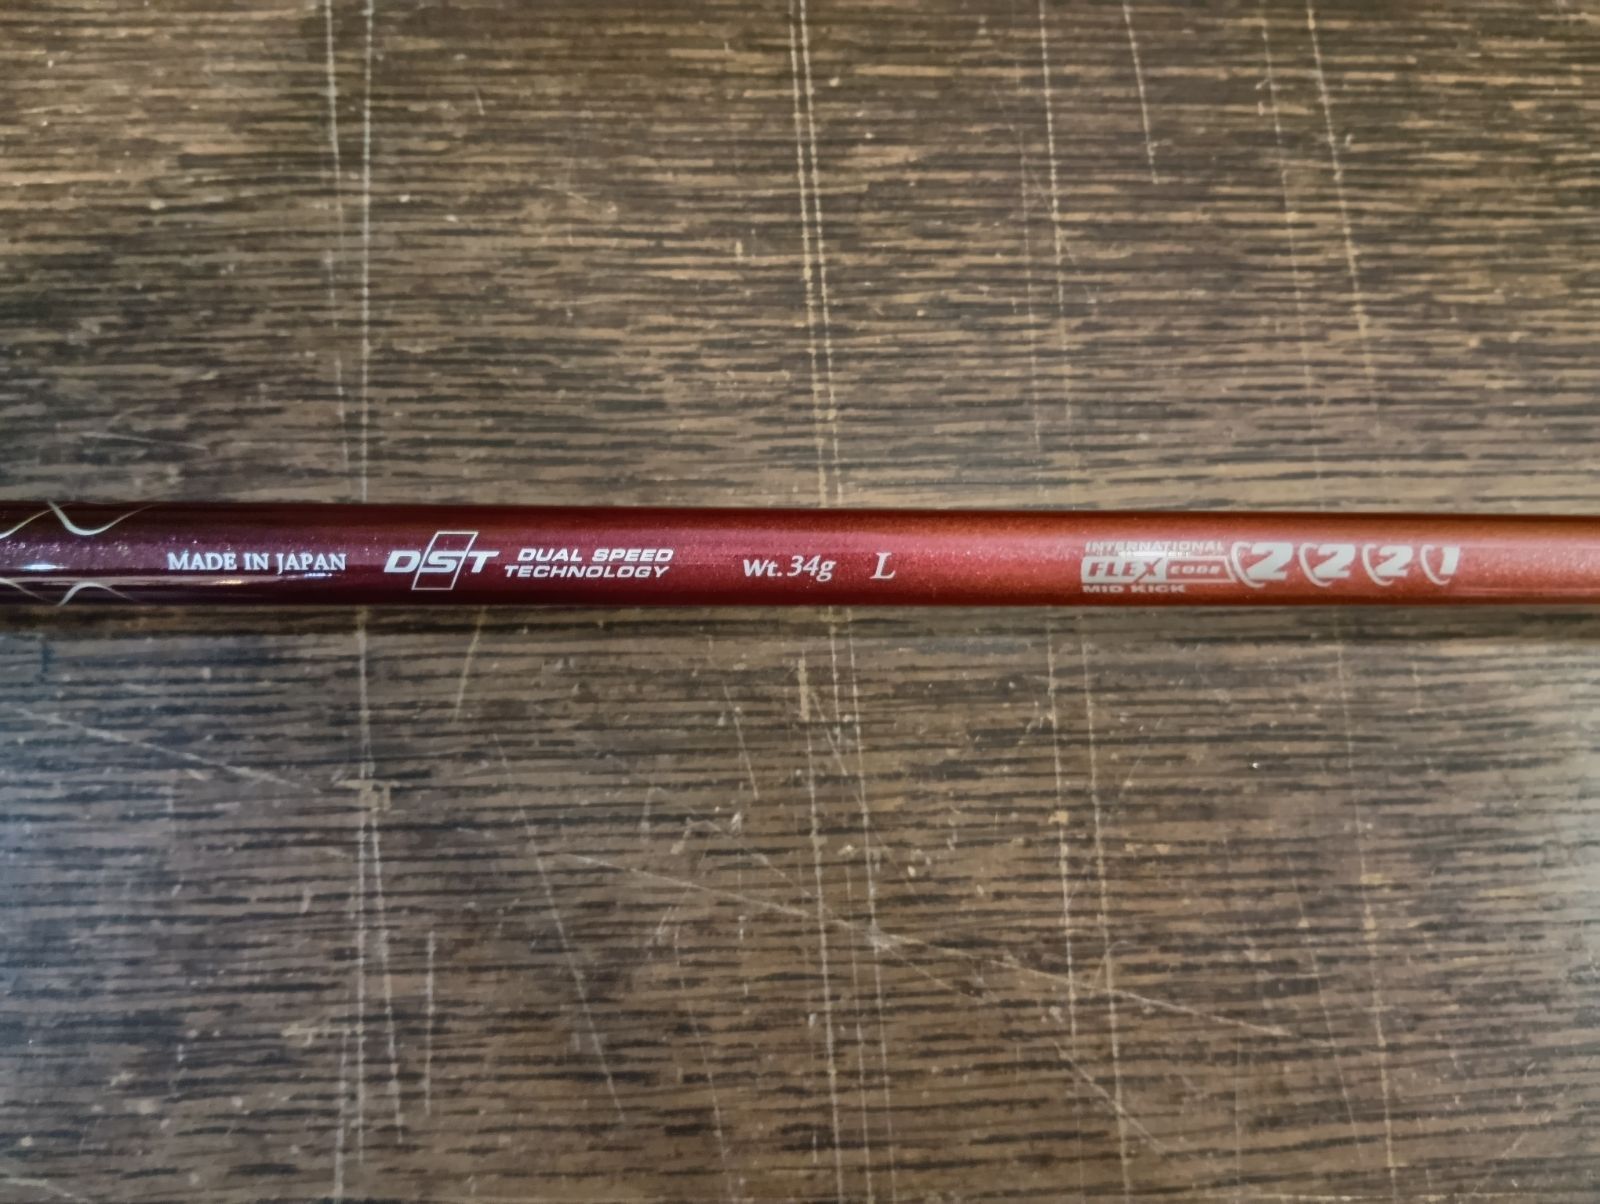 MADE IN JAPAN
DST
DUAL SPEED
TECHNOLOGY
Wt. 34g L
INTERNATIONAL
FLEX CODE
MID KICK
2 2 2 1